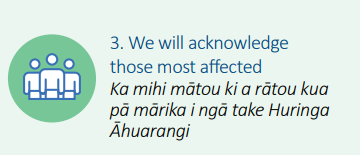 3. We will acknowledge
those most affected
Ka mihi mātou ki a rātou kua
pā mārika i ngā take Huringa
Āhuarangi